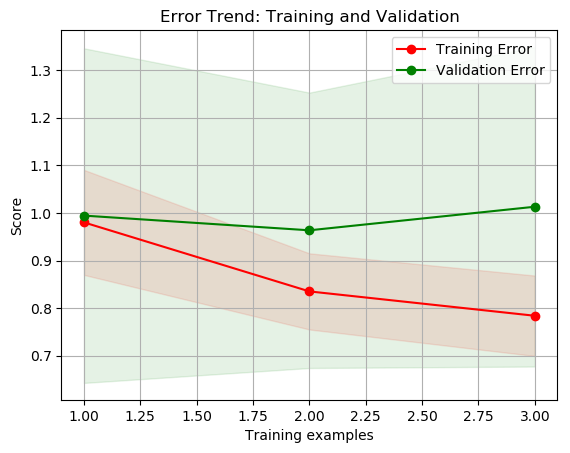 Error Trend: Training and Validation
Training Error
Validation Error
1.3
1.2
1.1
1.0
0.9
0.8
0.7
Score
1.00 1.25 1.50 1.75 2.00 2.25 2.50 2.75 3.00
Training examples